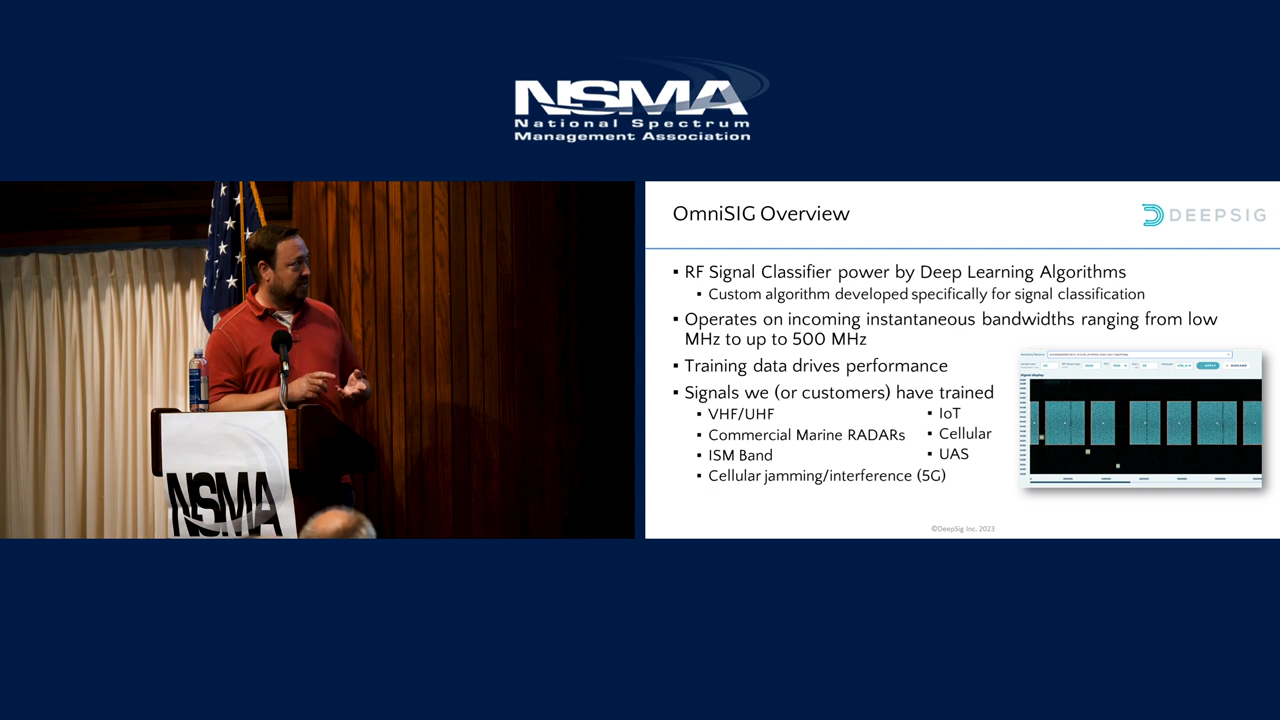 NSMA
National Spectrum
Management Association
NSMA
OmniSIG Overview
DEEPSIG
▪ RF Signal Classifier power by Deep Learning Algorithms
▪ Custom algorithm developed specifically for signal classification
▪ Operates on incoming instantaneous bandwidths ranging from low
MHz to up to 500 MHz
▪ Training data drives performance
▪ Signals we (or customers) have trained
▪ VHF/UHF
▪ Commercial Marine RADARs
▪ ISM Band
▪ Cellular jamming/interference (5G)
▪ IoT
▪ Cellular
▪ UAS
Signal display
©DeepSig Inc. 2023